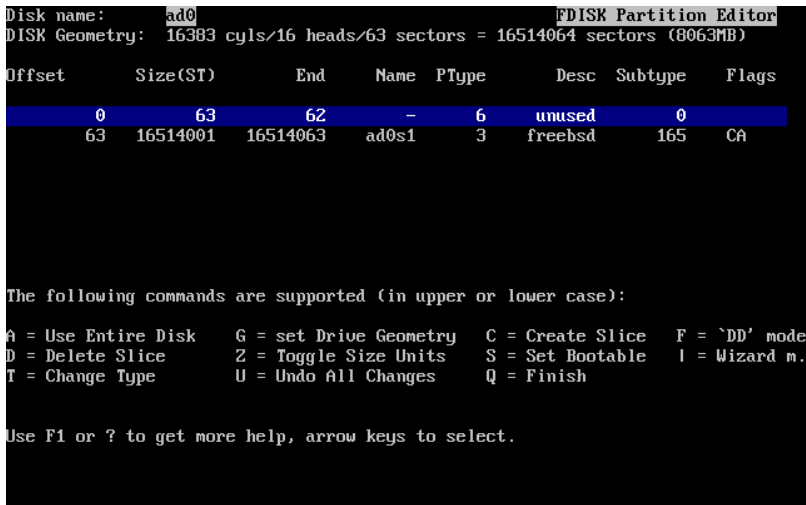 Disk name:      ad0                                    FDISK Partition Editor
DISK Geometry:  16383 cyls/16 heads/63 sectors = 16514064 sectors (8063MB)
Offset       Size(ST)        End     Name  PType       Desc  Subtype    Flags
0         63         62        -      6     unused        0
63   16514001   16514063    ad0s1      3    freebsd      165    CA
The following commands are supported (in upper or lower case):
A = Use Entire Disk    G = set Drive Geometry   C = Create Slice   F = `DD' mode
D = Delete Slice       Z = Toggle Size Units    S = Set Bootable   | = Wizard m.
T = Change Type        U = Undo All Changes     Q = Finish
Use F1 or ? to get more help, arrow keys to select.